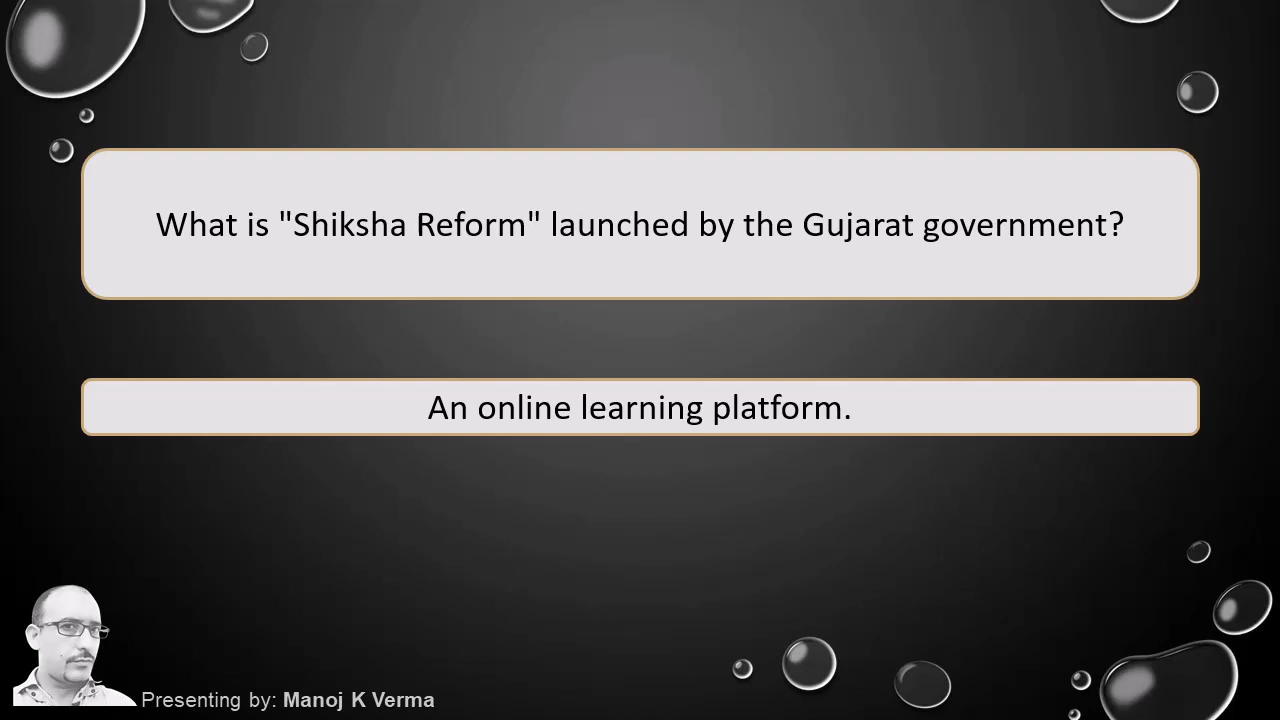 What is "Shiksha Reform" launched by the Gujarat government?
An online learning platform.
Presenting by: Manoj K Verma